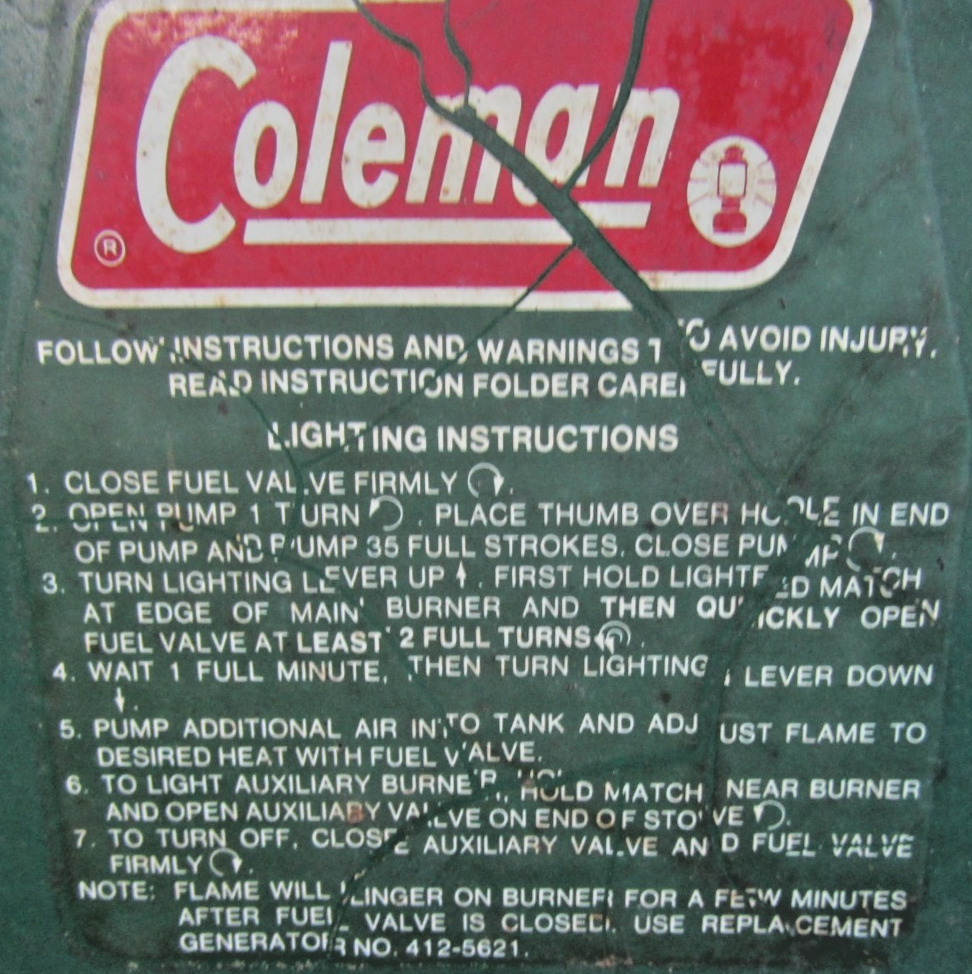 Coleman
®
FOLLOW INSTRUCTIONS AND WARNINGS TO AVOID INJURY.
READ INSTRUCTION FOLDER CAREFULLY.
LIGHTING INSTRUCTIONS
1. CLOSE FUEL VALVE FIRMLY ↻.
2. OPEN PUMP 1 TURN ↺. PLACE THUMB OVER HOLE IN END
OF PUMP AND PUMP 35 FULL STROKES. CLOSE PUMP ↻.
3. TURN LIGHTING LEVER UP ↑. FIRST HOLD LIGHTED MATCH
AT EDGE OF MAIN BURNER AND THEN QUICKLY OPEN
FUEL VALVE AT LEAST 2 FULL TURNS ↺.
4. WAIT 1 FULL MINUTE, THEN TURN LIGHTING LEVER DOWN
↓.
5. PUMP ADDITIONAL AIR INTO TANK AND ADJUST FLAME TO
DESIRED HEAT WITH FUEL VALVE.
6. TO LIGHT AUXILIARY BURNER, HOLD MATCH NEAR BURNER
AND OPEN AUXILIARY VALVE ON END OF STOVE ↺.
7. TO TURN OFF, CLOSE AUXILIARY VALVE AND FUEL VALVE
FIRMLY ↻.
NOTE: FLAME WILL LINGER ON BURNER FOR A FEW MINUTES
AFTER FUEL VALVE IS CLOSED. USE REPLACEMENT
GENERATOR NO. 412-5621.